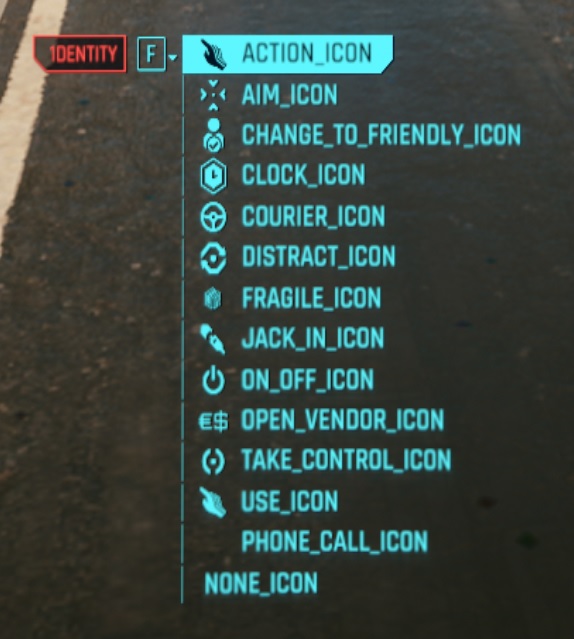 1DENTITY F ACTION_ICON
AIM_ICON
CHANGE_TO_FRIENDLY_ICON
CLOCK_ICON
COURIER_ICON
DISTRACT_ICON
FRAGILE_ICON
JACK_IN_ICON
ON_OFF_ICON
€$ OPEN_VENDOR_ICON
TAKE_CONTROL_ICON
USE_ICON
PHONE_CALL_ICON
NONE_ICON